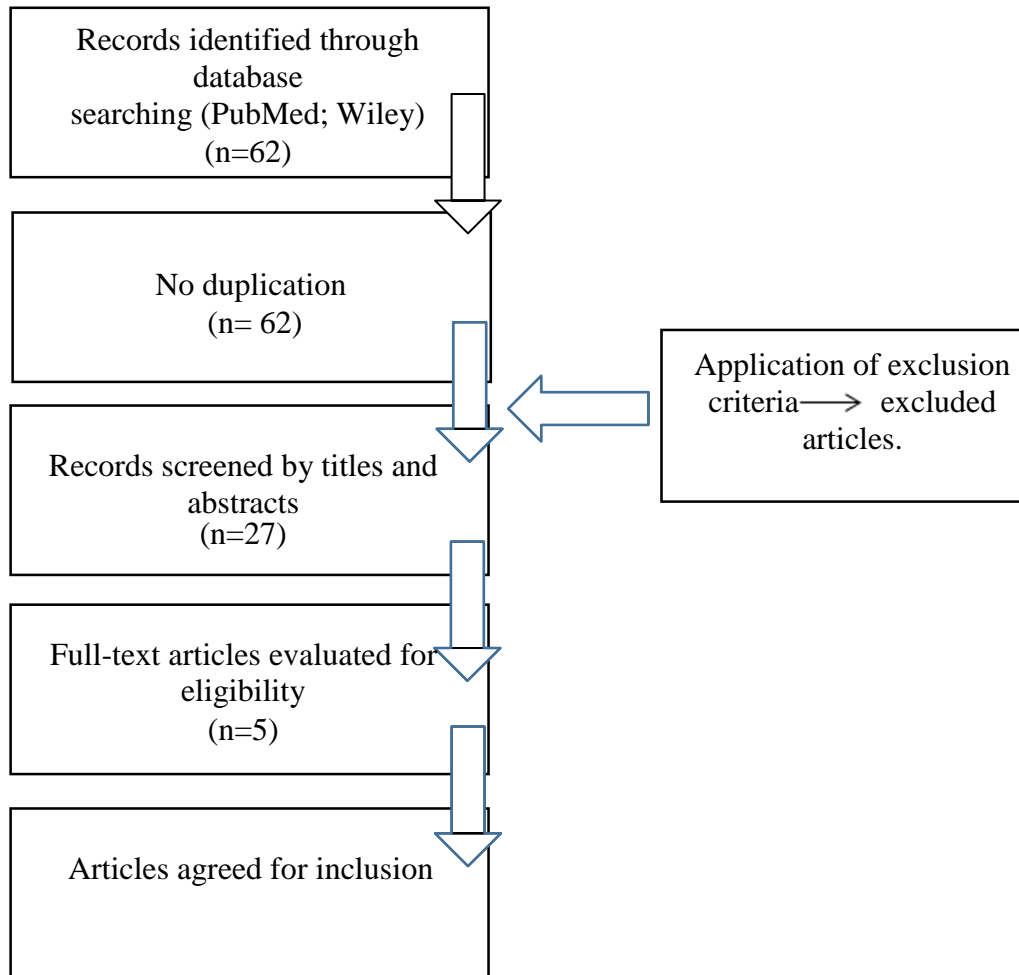 Records identified through
database
searching (PubMed; Wiley)
(n=62)
No duplication
(n= 62)
Application of exclusion
criteria⟶ excluded
articles.
Records screened by titles and
abstracts
(n=27)
Full-text articles evaluated for
eligibility
(n=5)
Articles agreed for inclusion